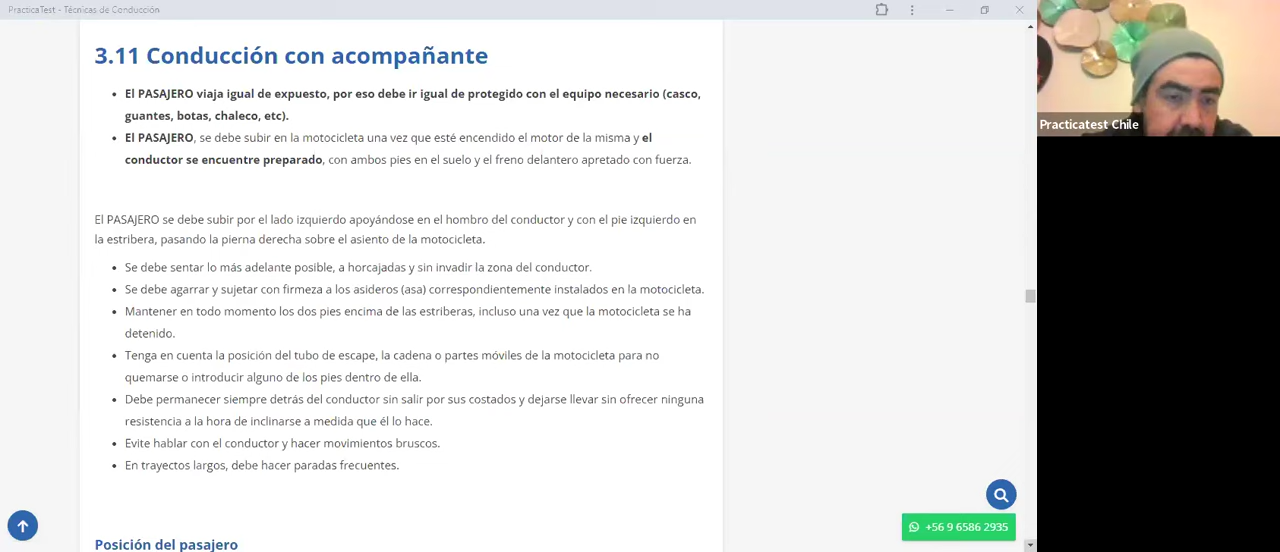 PracticaTest - Técnicas de Conducción
3.11 Conducción con acompañante
• El PASAJERO viaja igual de expuesto, por eso debe ir igual de protegido con el equipo necesario (casco,
guantes, botas, chaleco, etc).
• El PASAJERO, se debe subir en la motocicleta una vez que esté encendido el motor de la misma y el
conductor se encuentre preparado, con ambos pies en el suelo y el freno delantero apretado con fuerza.
El PASAJERO se debe subir por el lado izquierdo apoyándose en el hombro del conductor y con el pie izquierdo en
la estribera, pasando la pierna derecha sobre el asiento de la motocicleta.
• Se debe sentar lo más adelante posible, a horcajadas y sin invadir la zona del conductor.
• Se debe agarrar y sujetar con firmeza a los asideros (asa) correspondientemente instalados en la motocicleta.
• Mantener en todo momento los dos pies encima de las estriberas, incluso una vez que la motocicleta se ha
detenido.
• Tenga en cuenta la posición del tubo de escape, la cadena o partes móviles de la motocicleta para no
quemarse o introducir alguno de los pies dentro de ella.
• Debe permanecer siempre detrás del conductor sin salir por sus costados y dejarse llevar sin ofrecer ninguna
resistencia a la hora de inclinarse a medida que él lo hace.
• Evite hablar con el conductor y hacer movimientos bruscos.
• En trayectos largos, debe hacer paradas frecuentes.
Posición del pasajero
+56 9 6586 2935
Practicatest Chile